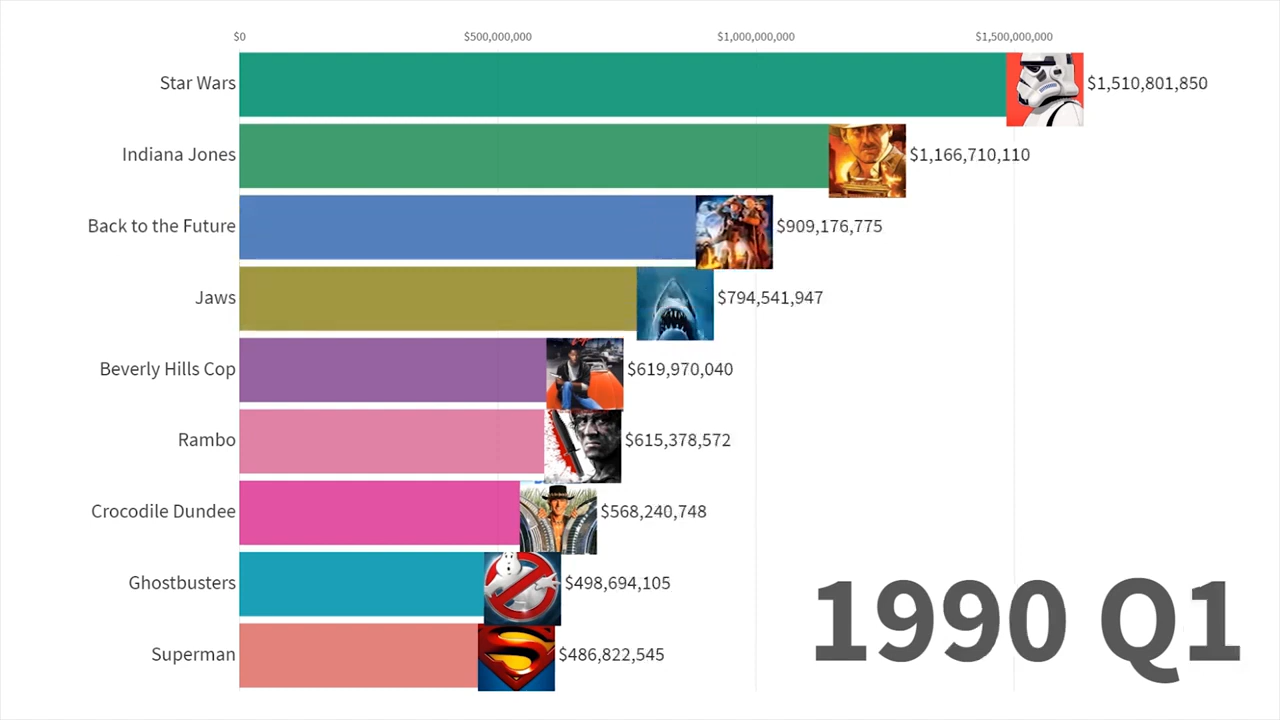 $0 $500,000,000 $1,000,000,000 $1,500,000,000
Star Wars $1,510,801,850
Indiana Jones $1,166,710,110
Back to the Future $909,176,775
Jaws $794,541,947
Beverly Hills Cop $619,970,040
Rambo $615,378,572
Crocodile Dundee $568,240,748
Ghostbusters $498,694,105
Superman $486,822,545
1990 Q1